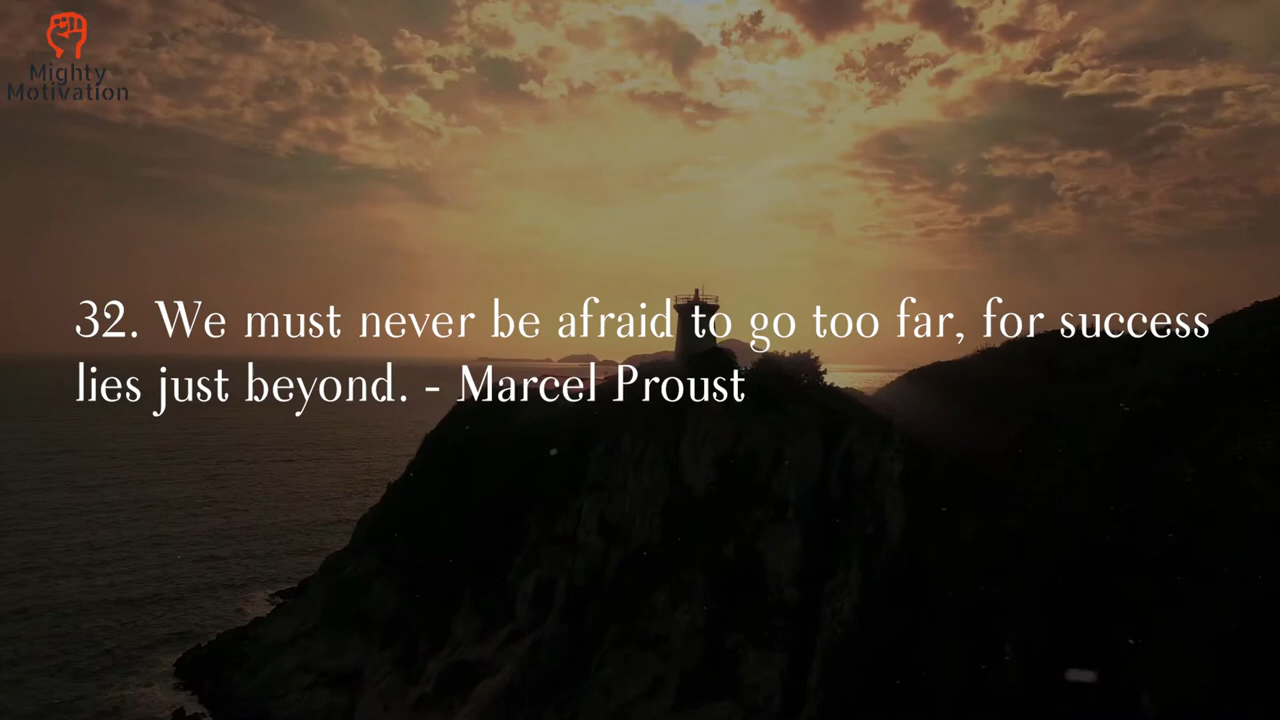 Mighty
Motivation
32. We must never be afraid to go too far, for success
lies just beyond. - Marcel Proust